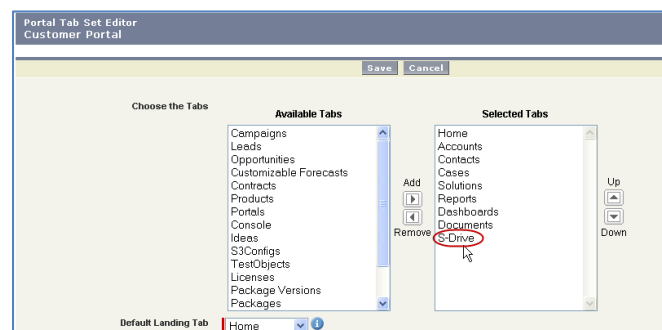 Portal Tab Set Editor
Customer Portal
Save Cancel
Choose the Tabs
Available Tabs
Campaigns
Leads
Opportunities
Customizable Forecasts
Contracts
Products
Portals
Console
Ideas
S3Configs
TestObjects
Licenses
Package Versions
Packages
Add
Remove
Selected Tabs
Home
Accounts
Contacts
Cases
Solutions
Reports
Dashboards
Documents
S-Drive
Up
Down
Default Landing Tab
Home